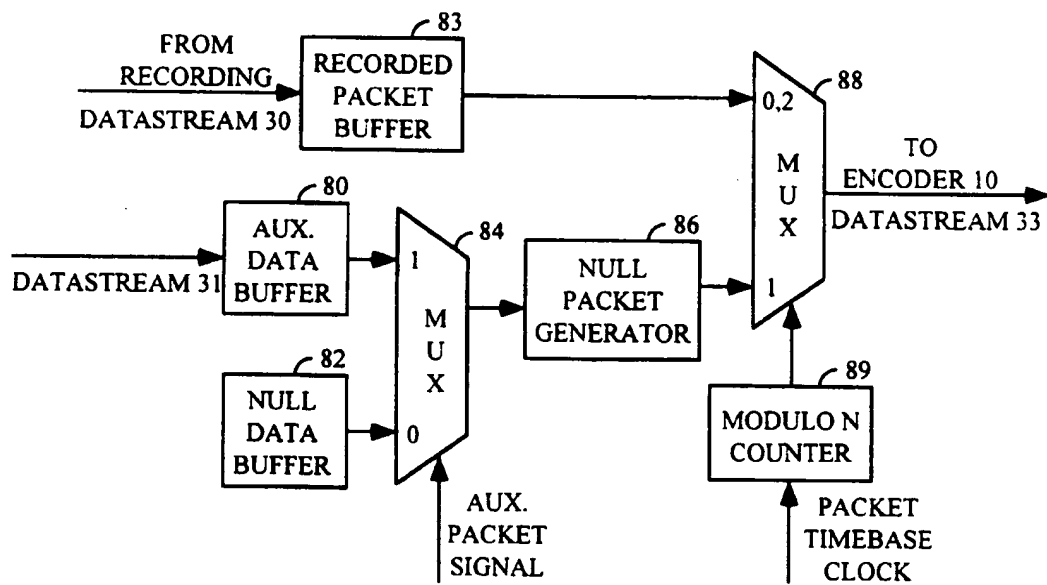 FROM
RECORDING
DATASTREAM 30
83
RECORDED
PACKET
BUFFER
88
0,2
MUX
1
TO
ENCODER 10
DATASTREAM 33
80
AUX.
DATA
BUFFER
DATASTREAM 31
84
1
MUX
0
86
NULL
PACKET
GENERATOR
82
NULL
DATA
BUFFER
89
MODULO N
COUNTER
AUX.
PACKET
SIGNAL
PACKET
TIMEBASE
CLOCK